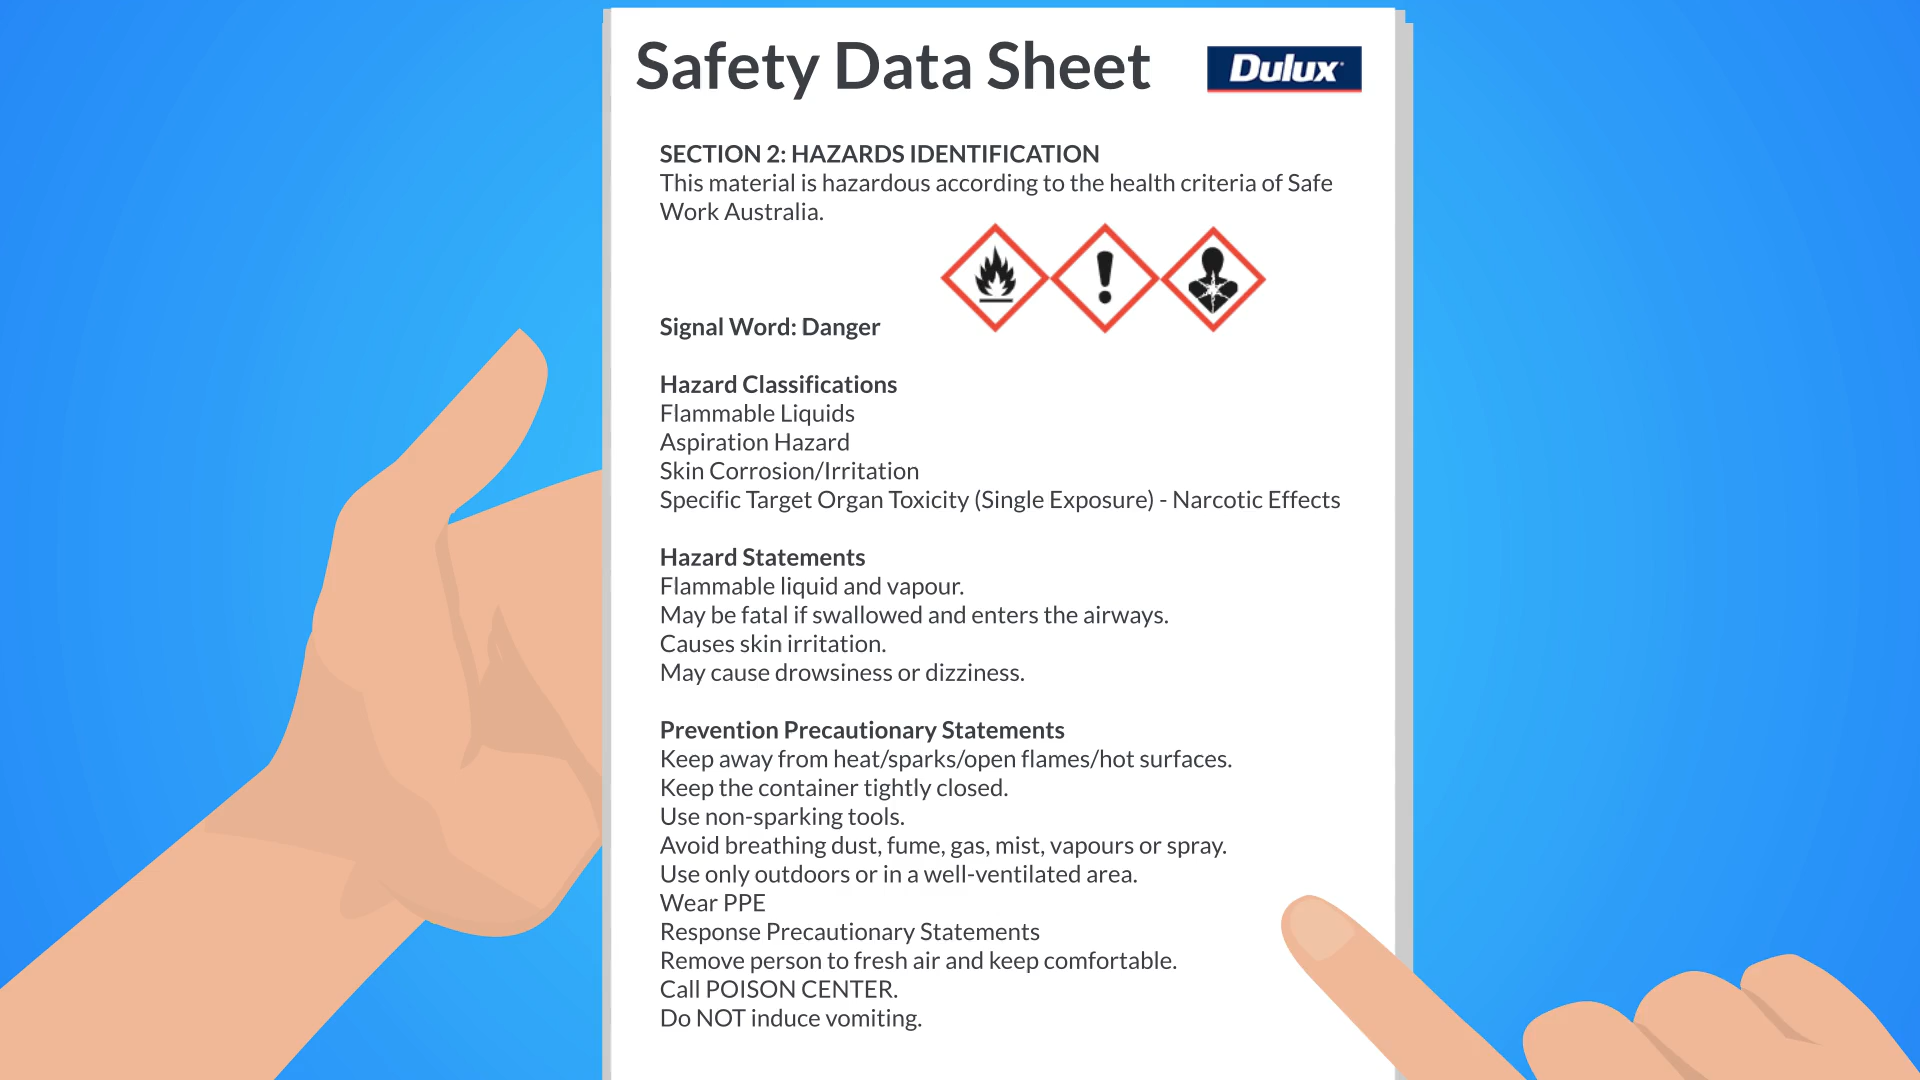 Safety Data Sheet
Dulux
SECTION 2: HAZARDS IDENTIFICATION
This material is hazardous according to the health criteria of Safe
Work Australia.
Signal Word: Danger
Hazard Classifications
Flammable Liquids
Aspiration Hazard
Skin Corrosion/Irritation
Specific Target Organ Toxicity (Single Exposure) - Narcotic Effects
Hazard Statements
Flammable liquid and vapour.
May be fatal if swallowed and enters the airways.
Causes skin irritation.
May cause drowsiness or dizziness.
Prevention Precautionary Statements
Keep away from heat/sparks/open flames/hot surfaces.
Keep the container tightly closed.
Use non-sparking tools.
Avoid breathing dust, fume, gas, mist, vapours or spray.
Use only outdoors or in a well-ventilated area.
Wear PPE
Response Precautionary Statements
Remove person to fresh air and keep comfortable.
Call POISON CENTER.
Do NOT induce vomiting.